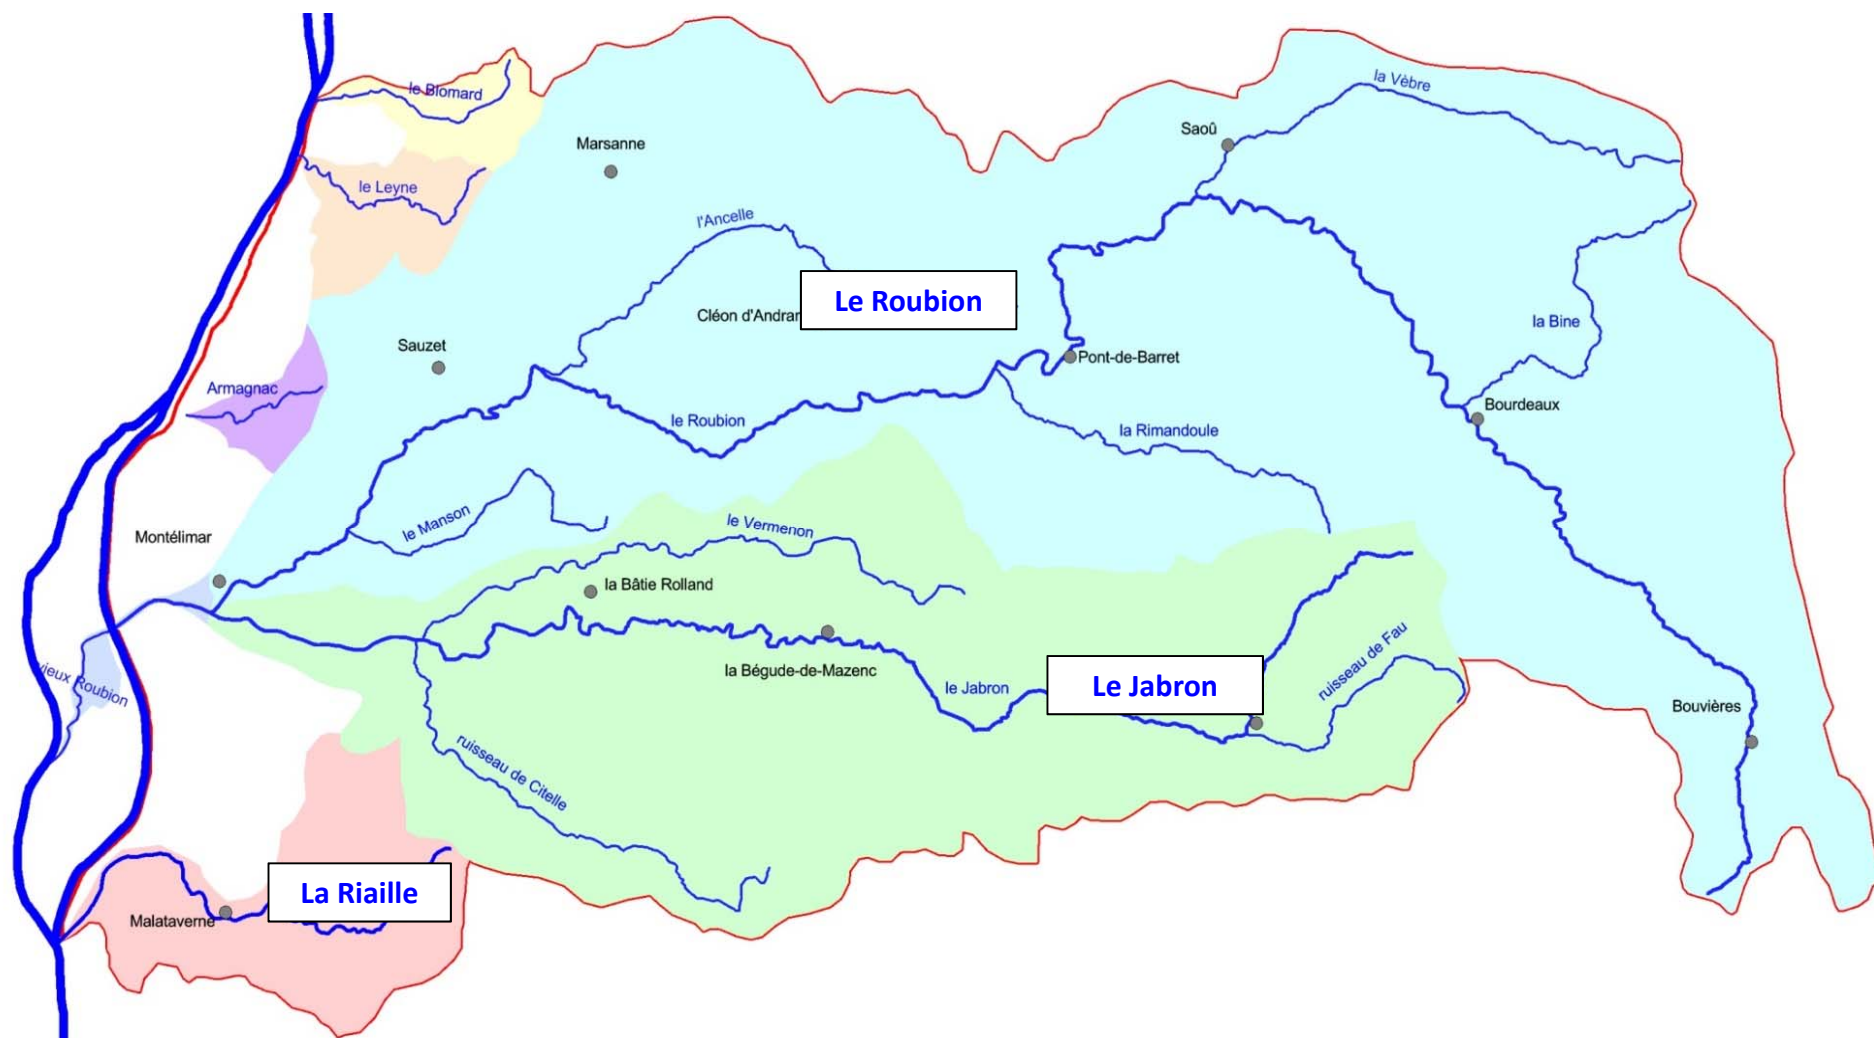 le Blomard
la Vèbre
Saoû
Marsanne
le Leyne
l'Ancelle
Le Roubion
Cléon d'Andran
la Bine
Sauzet
Pont-de-Barret
Armagnac
Bourdeaux
le Roubion
la Rimandoule
le Manson
le Vermenon
Montélimar
la Bâtie Rolland
ruisseau de Fau
la Bégude-de-Mazenc
le Jabron
Le Jabron
vieux Roubion
Bouvières
ruisseau de Citelle
La Riaille
Malataverne